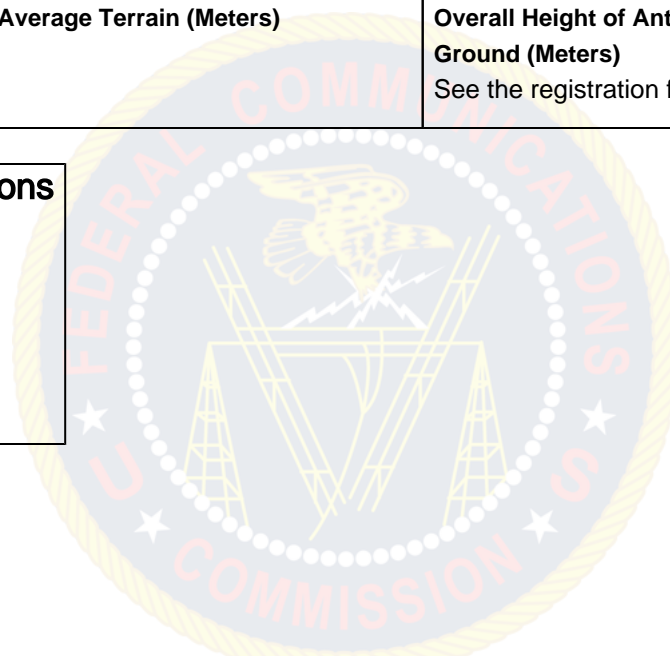 Average Terrain (Meters)
Overall Height of Ant
Ground (Meters)
See the registration f
ons
FEDERAL COMMUNICATIONS
U ★ COMMISSION ★ S